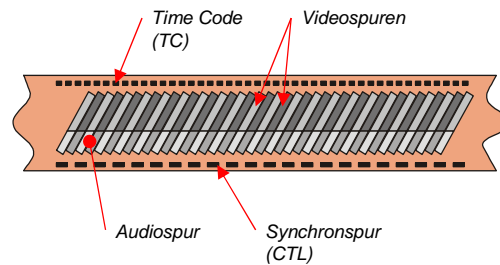 Time Code
(TC)
Videospuren
Audiospur
Synchronspur
(CTL)